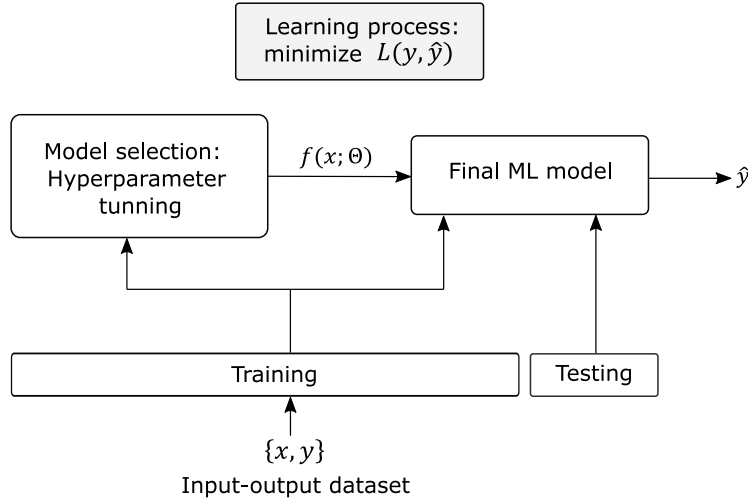 Learning process:
minimize L(y, ŷ)
Model selection:
Hyperparameter
tunning
f(x; Θ)
Final ML model
ŷ
Training
Testing
{x, y}
Input-output dataset